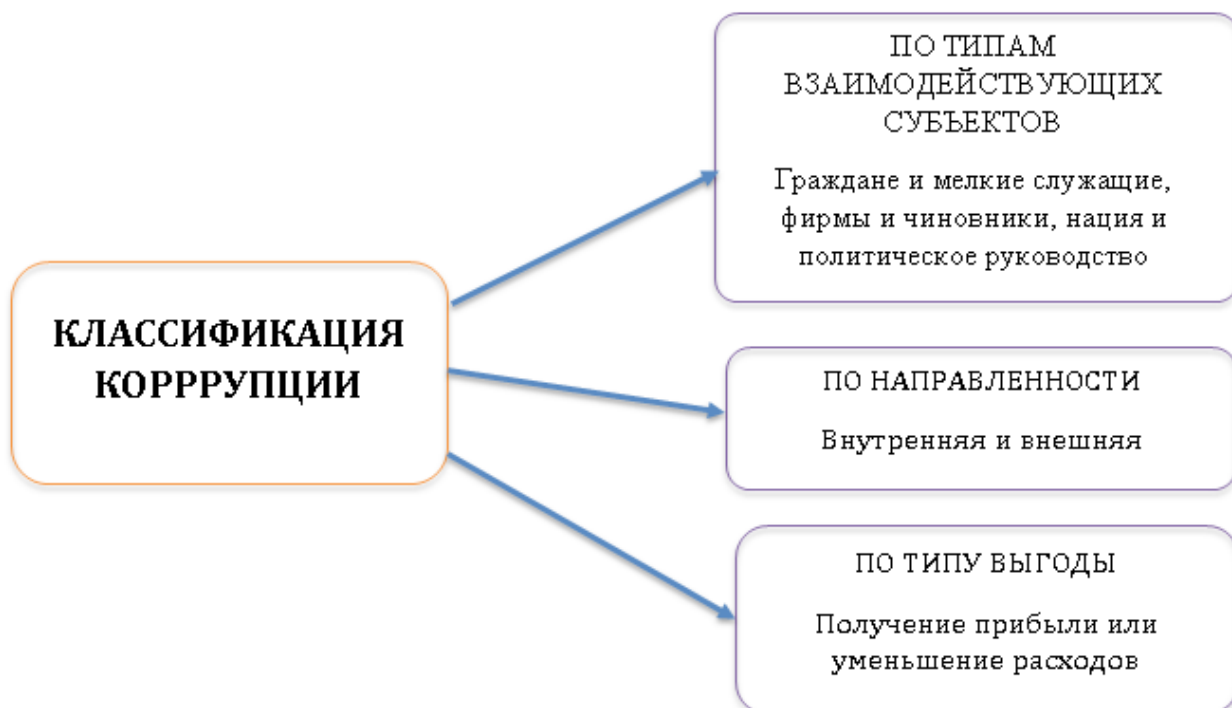 КЛАССИФИКАЦИЯ
КОРРРУПЦИИ
ПО ТИПАМ
ВЗАИМОДЕЙСТВУЮЩИХ
СУБЪЕКТОВ
Граждане и мелкие служащие,
фирмы и чиновники, нация и
политическое руководство
ПО НАПРАВЛЕННОСТИ
Внутренняя и внешняя
ПО ТИПУ ВЫГОДЫ
Получение прибыли или
уменьшение расходов